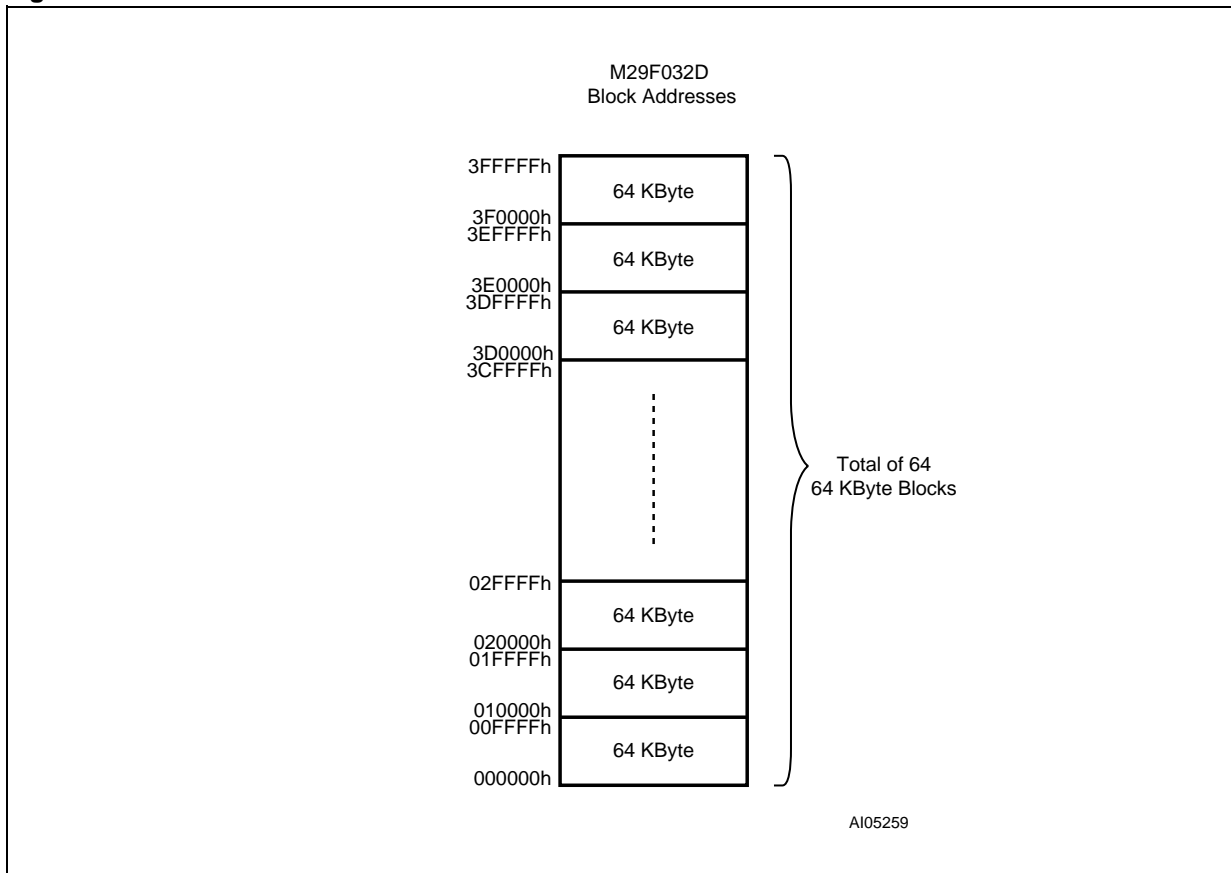 M29F032D
Block Addresses
3FFFFFh
64 KByte
3F0000h
3EFFFFh
64 KByte
3E0000h
3DFFFFh
64 KByte
3D0000h
3CFFFFh
Total of 64
64 KByte Blocks
02FFFFh
64 KByte
020000h
01FFFFh
64 KByte
010000h
00FFFFh
64 KByte
000000h
AI05259